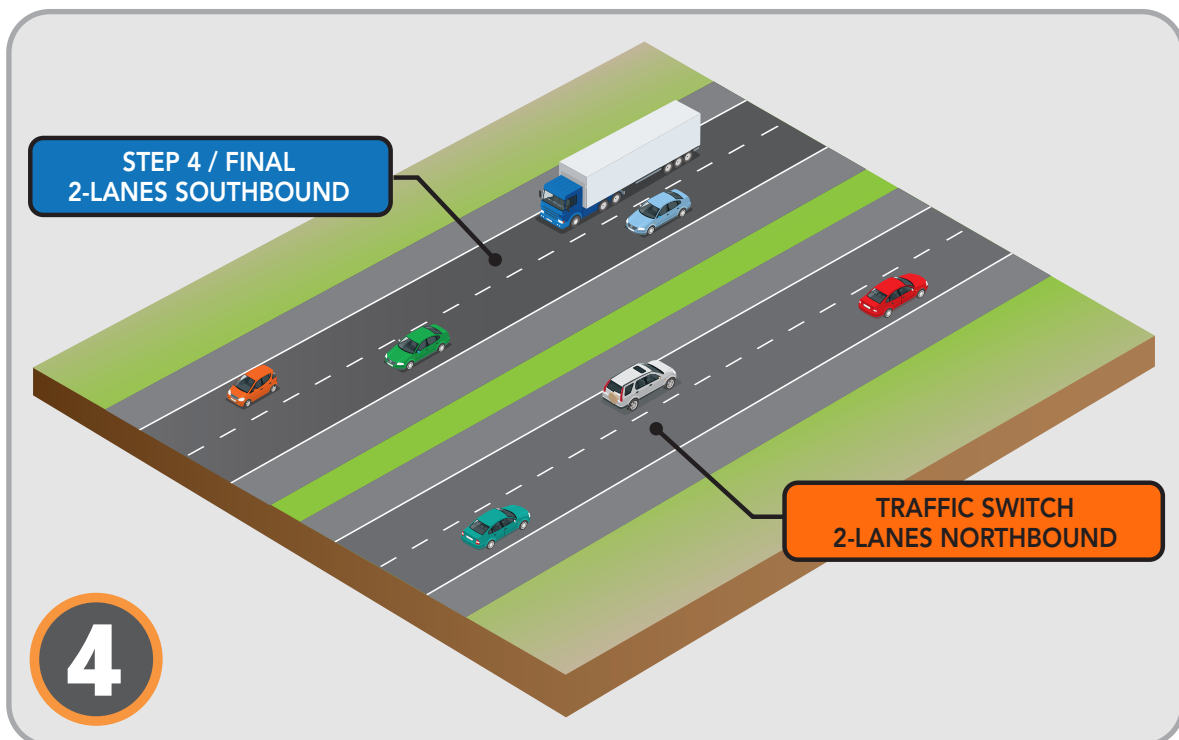 STEP 4 / FINAL
2-LANES SOUTHBOUND
TRAFFIC SWITCH
2-LANES NORTHBOUND
4